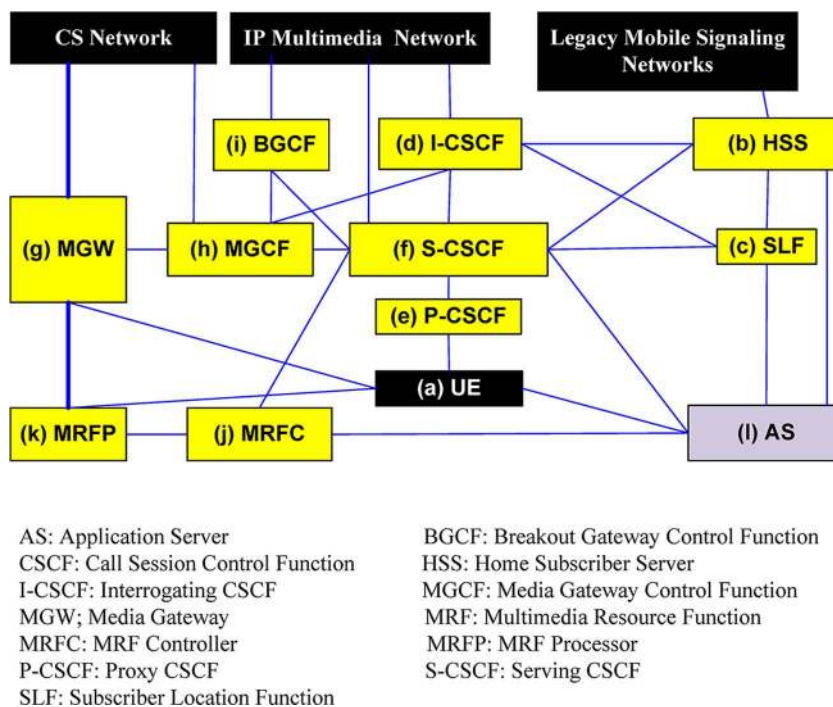 CS Network
IP Multimedia Network
Legacy Mobile Signaling
Networks
(i) BGCF
(d) I-CSCF
(b) HSS
(g) MGW
(h) MGCF
(f) S-CSCF
(c) SLF
(e) P-CSCF
(a) UE
(k) MRFP
(j) MRFC
(l) AS
AS: Application Server
BGCF: Breakout Gateway Control Function
CSCF: Call Session Control Function
HSS: Home Subscriber Server
I-CSCF: Interrogating CSCF
MGCF: Media Gateway Control Function
MGW; Media Gateway
MRF: Multimedia Resource Function
MRFC: MRF Controller
MRFP: MRF Processor
P-CSCF: Proxy CSCF
S-CSCF: Serving CSCF
SLF: Subscriber Location Function